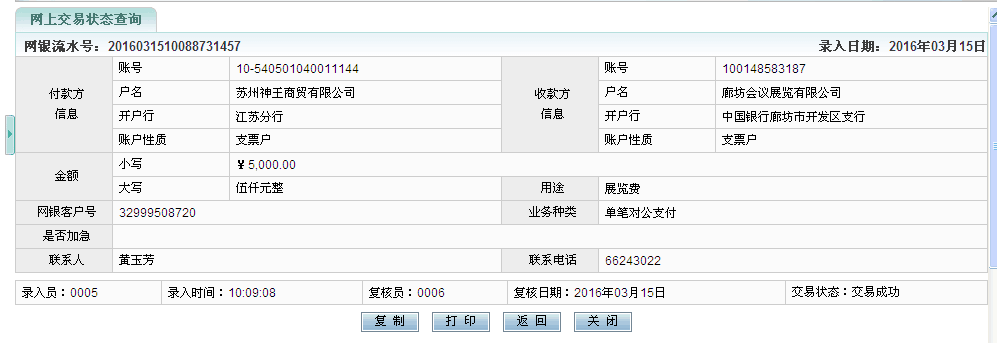 网上交易状态查询
网银流水号：2016031510088731457 录入日期：2016年03月15日
付款方信息 账号 10-540501040011144 收款方信息 账号 100148583187
户名 苏州神王商贸有限公司 户名 廊坊会议展览有限公司
开户行 江苏分行 开户行 中国银行廊坊市开发区支行
账户性质 支票户 账户性质 支票户
金额 小写 ￥5,000.00
大写 伍仟元整 用途 展览费
网银客户号 32999508720 业务种类 单笔对公支付
是否加急
联系人 黄玉芳 联系电话 66243022
录入员：0005 录入时间：10:09:08 复核员：0006 复核日期：2016年03月15日 交易状态：交易成功
复 制 打 印 返 回 关 闭